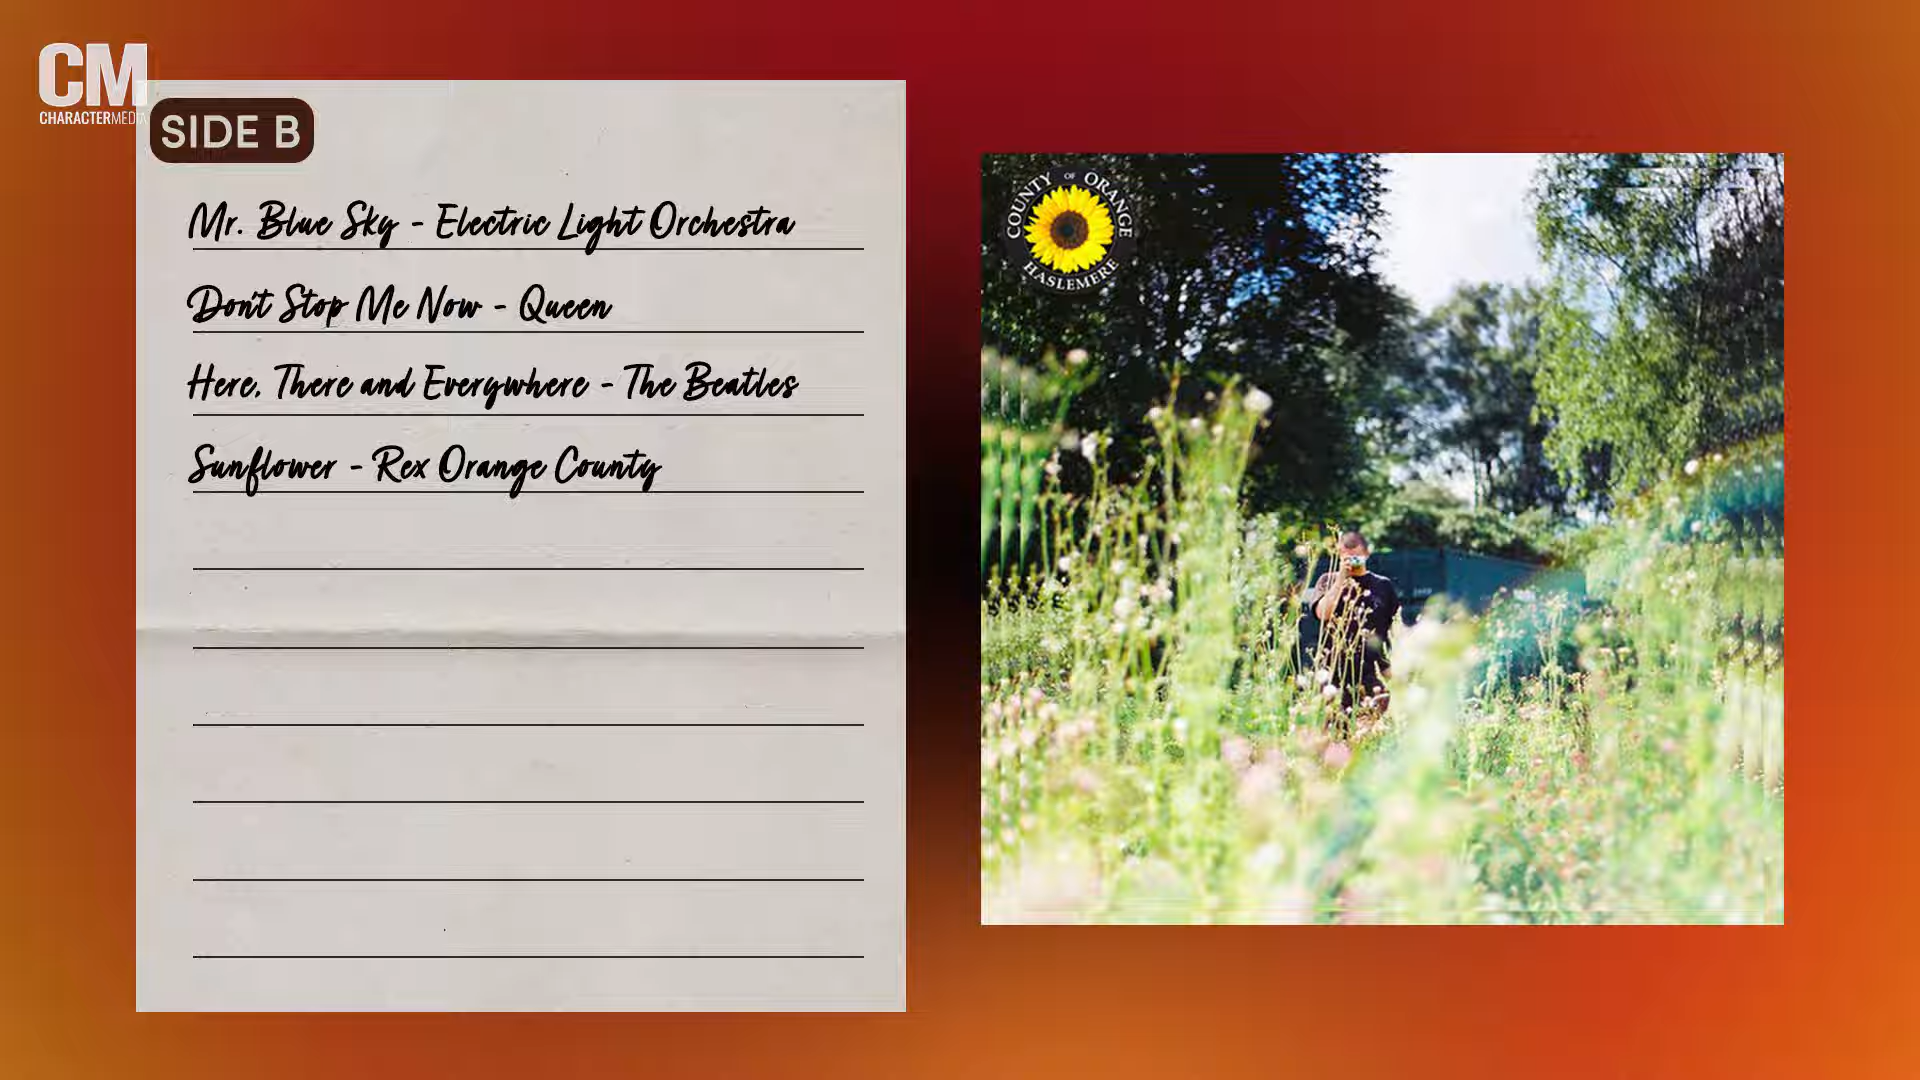 CM
CHARACTERMEDIA
SIDE B
Mr. Blue Sky - Electric Light Orchestra
Don't Stop Me Now - Queen
Here, There and Everywhere - The Beatles
Sunflower - Rex Orange County
COUNTY OF ORANGE
HASLEMERE